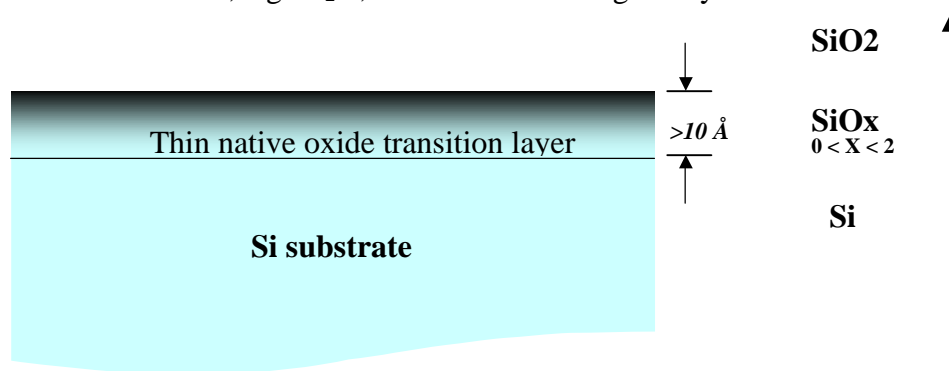 SiO2
Thin native oxide transition layer
>10 Å
SiOx
0 < X < 2
Si
Si substrate